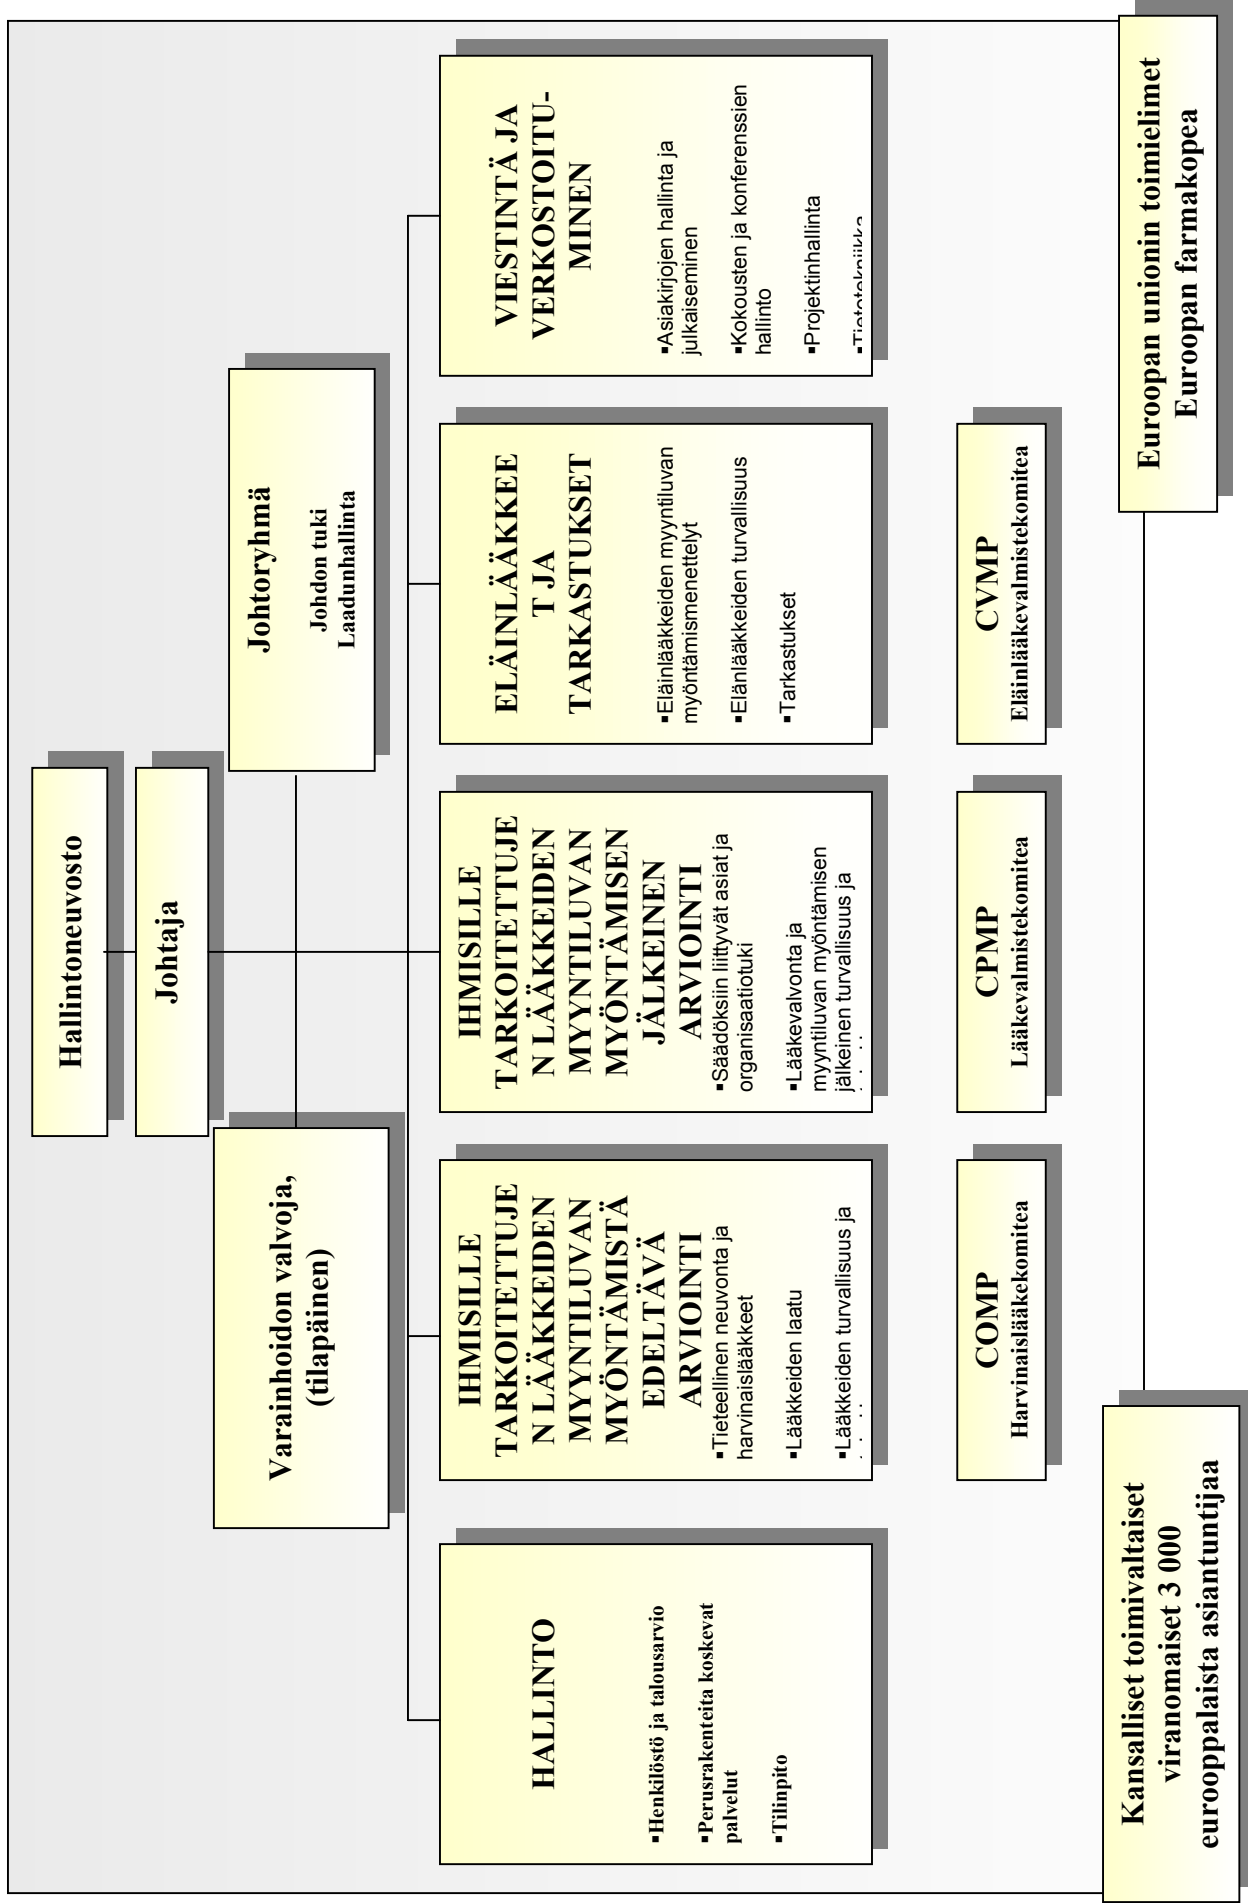 Hallintoneuvosto
Johtaja
Varainhoidon valvoja,
(tilapäinen)
Johtoryhmä
Johdon tuki
Laadunhallinta
HALLINTO
▪Henkilöstö ja talousarvio
▪Perusrakenteita koskevat
palvelut
▪Tilinpito
IHMISILLE
TARKOITETTUJE
N LÄÄKKEIDEN
MYYNTILUVAN
MYÖNTÄMISTÄ
EDELTÄVÄ
ARVIOINTI
▪Tieteellinen neuvonta ja
harvinaislääkkeet
▪Lääkkeiden laatu
▪Lääkkeiden turvallisuus ja
IHMISILLE
TARKOITETTUJE
N LÄÄKKEIDEN
MYYNTILUVAN
MYÖNTÄMISEN
JÄLKEINEN
ARVIOINTI
▪Säädöksiin liittyvät asiat ja
organisaatiotuki
▪Lääkevalvonta ja
myyntiluvan myöntämisen
jälkeinen turvallisuus ja
ELÄINLÄÄKKEE
T JA
TARKASTUKSET
▪Eläinlääkkeiden myyntiluvan
myöntämismenettelyt
▪Elänlääkkeiden turvallisuus
▪Tarkastukset
VIESTINTÄ JA
VERKOSTOITU-
MINEN
▪Asiakirjojen hallinta ja
julkaiseminen
▪Kokousten ja konferenssien
hallinto
▪Projektinhallinta
▪Tietotekniikka
COMP
Harvinaislääkekomitea
CPMP
Lääkevalmistekomitea
CVMP
Eläinlääkevalmistekomitea
Kansalliset toimivaltaiset
viranomaiset 3 000
eurooppalaista asiantuntijaa
Euroopan unionin toimielimet
Euroopan farmakopea